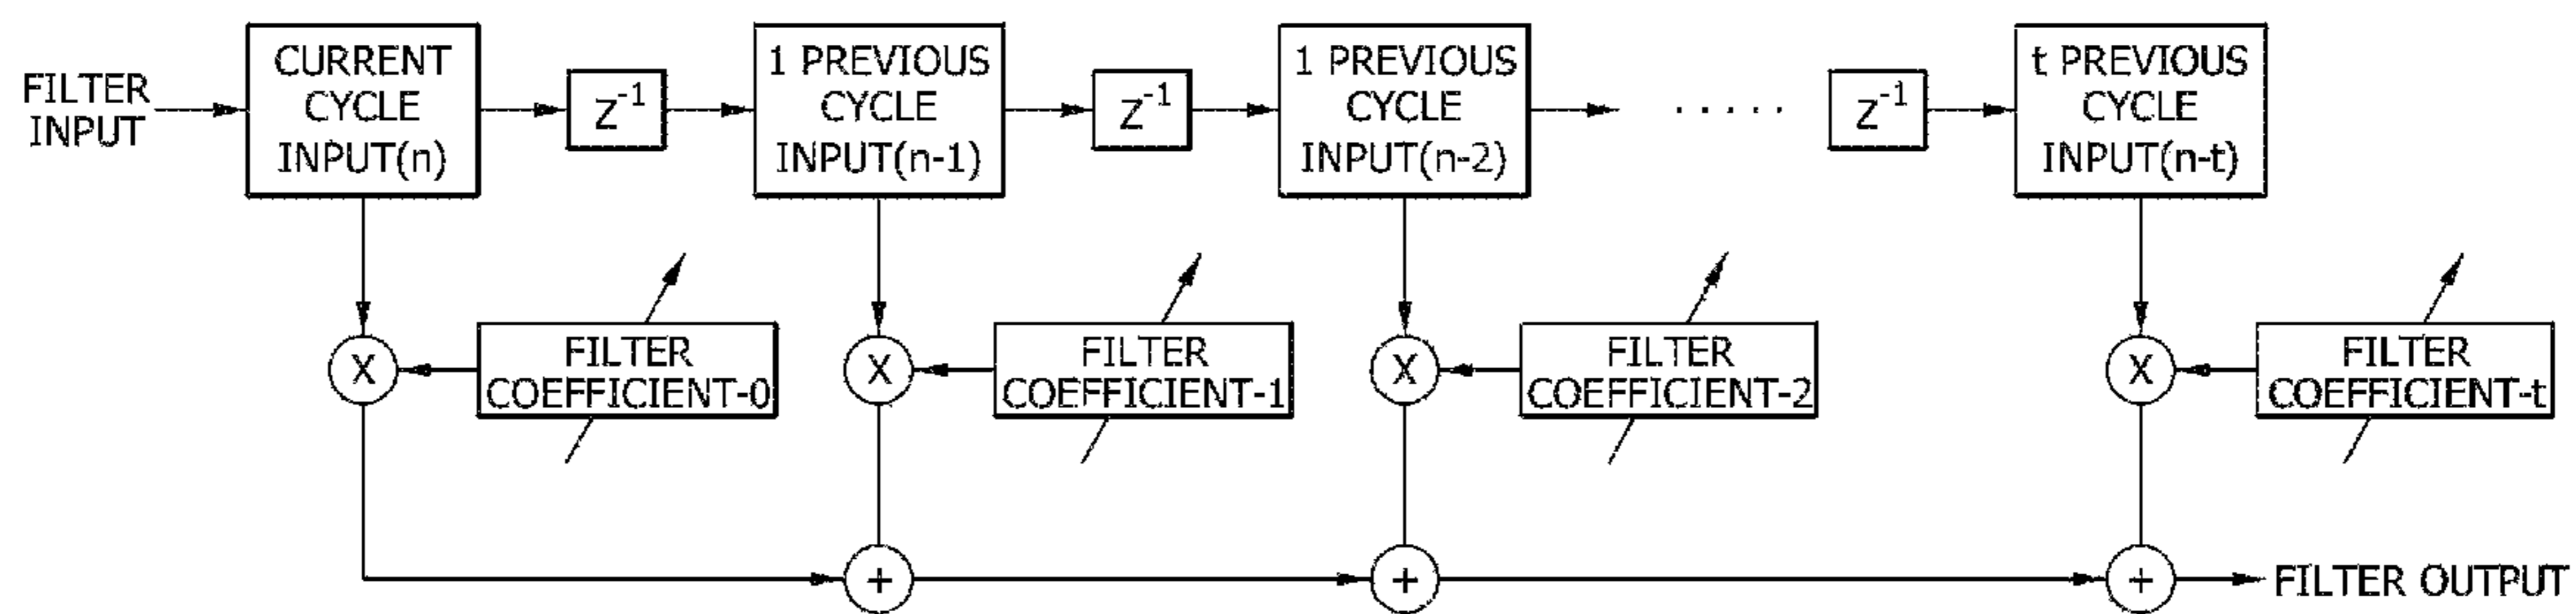 FILTER
INPUT
CURRENT
CYCLE
INPUT(n)
Z⁻¹
1 PREVIOUS
CYCLE
INPUT(n-1)
Z⁻¹
1 PREVIOUS
CYCLE
INPUT(n-2)
.....
Z⁻¹
t PREVIOUS
CYCLE
INPUT(n-t)
X
FILTER
COEFFICIENT-0
X
FILTER
COEFFICIENT-1
X
FILTER
COEFFICIENT-2
X
FILTER
COEFFICIENT-t
+
+
+
FILTER OUTPUT